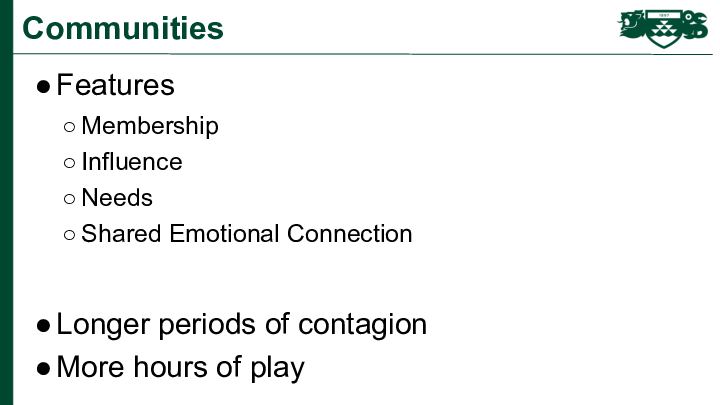 Communities
●Features
○ Membership
○ Influence
○ Needs
○ Shared Emotional Connection
●Longer periods of contagion
●More hours of play